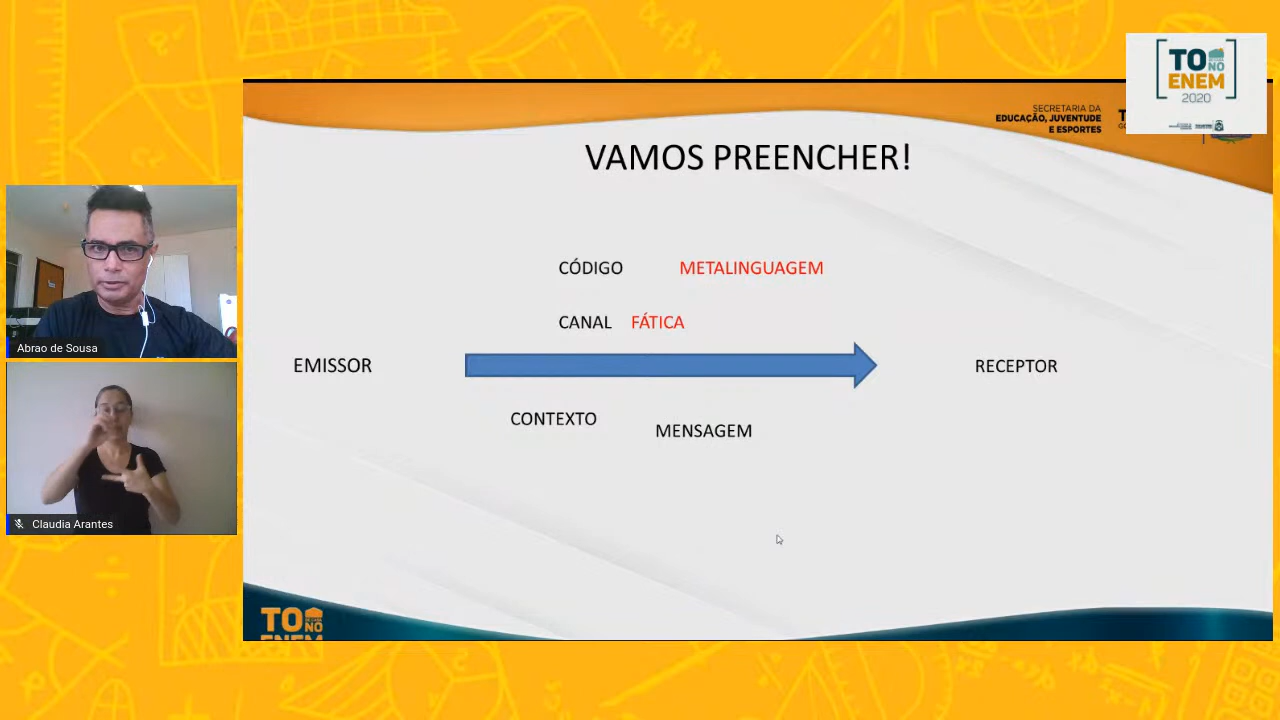 TO NO
ENEM
2020
SECRETARIA DA
EDUCAÇÃO, JUVENTUDE
E ESPORTES
VAMOS PREENCHER!
CÓDIGO METALINGUAGEM
CANAL FÁTICA
EMISSOR
RECEPTOR
CONTEXTO
MENSAGEM
Abrao de Sousa
Claudia Arantes
TO NO
ENEM